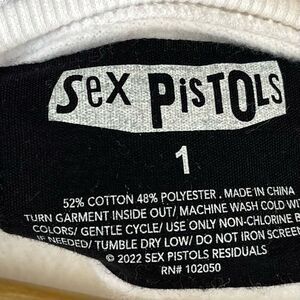 Sex PisTOLs
1
52% COTTON 48% POLYESTER . MADE IN CHINA
TURN GARMENT INSIDE OUT/ MACHINE WASH COLD WIT
COLORS/ GENTLE CYCLE/ USE ONLY NON-CHLORINE B
IF NEEDED/ TUMBLE DRY LOW/ DO NOT IRON SCREEN
© 2022 SEX PISTOLS RESIDUALS
RN# 102050